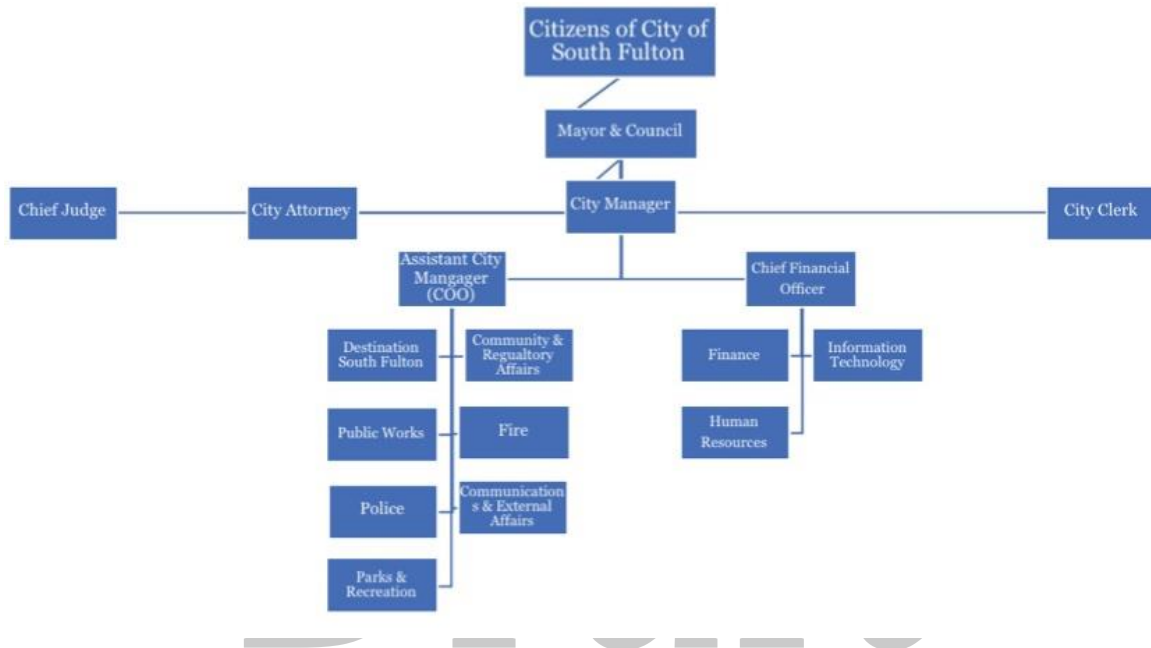 Citizens of City of
South Fulton
Mayor & Council
Chief Judge
City Attorney
City Manager
City Clerk
Assistant City
Mangager
(COO)
Chief Financial
Officer
Destination
South Fulton
Community &
Regualtory
Affairs
Finance
Information
Technology
Public Works
Fire
Human
Resources
Police
Communication
s & External
Affairs
Parks &
Recreation